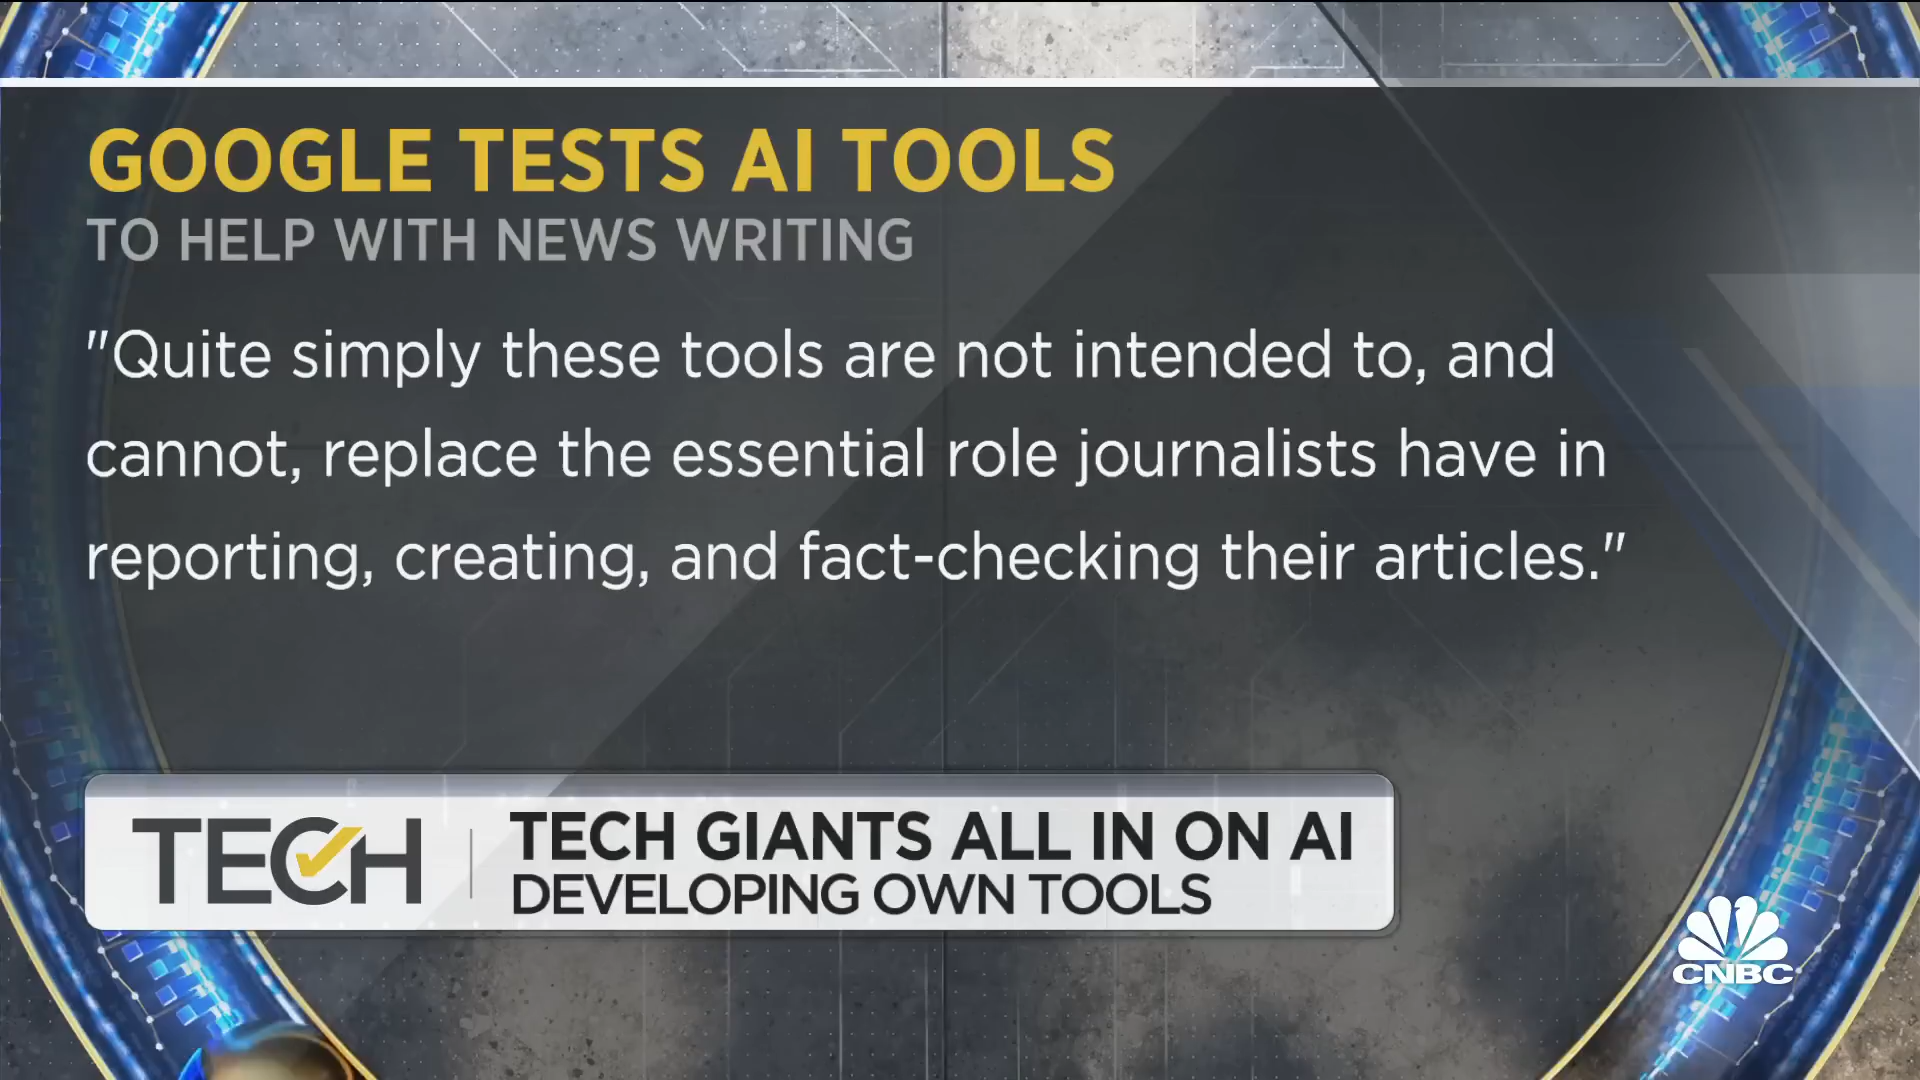 GOOGLE TESTS AI TOOLS
TO HELP WITH NEWS WRITING
"Quite simply these tools are not intended to, and
cannot, replace the essential role journalists have in
reporting, creating, and fact-checking their articles."
TECH
TECH GIANTS ALL IN ON AI
DEVELOPING OWN TOOLS
CNBC